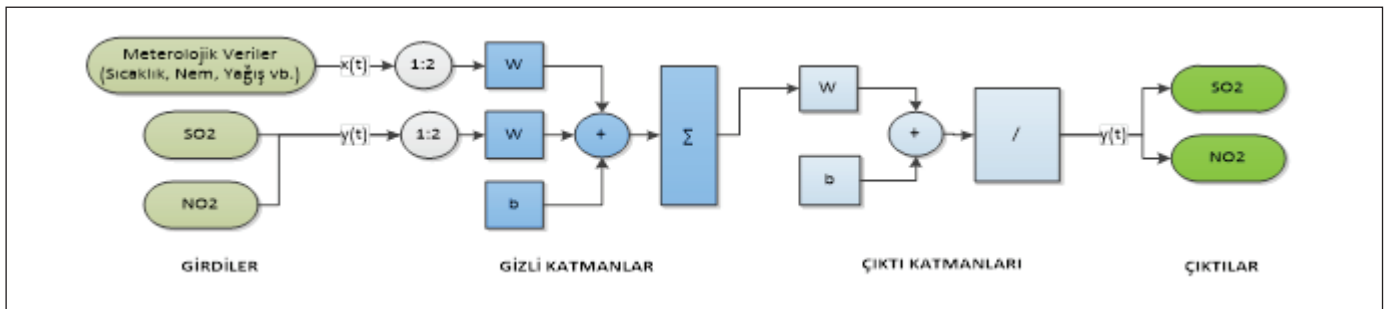 Meterolojik Veriler
(Sıcaklık, Nem, Yağış vb.)
x(t)
1:2
W
SO2
y(t)
1:2
W
+
Σ
NO2
b
W
+
/
b
y(t)
SO2
NO2
GİRDİLER
GİZLİ KATMANLAR
ÇIKTI KATMANLARI
ÇIKTILAR